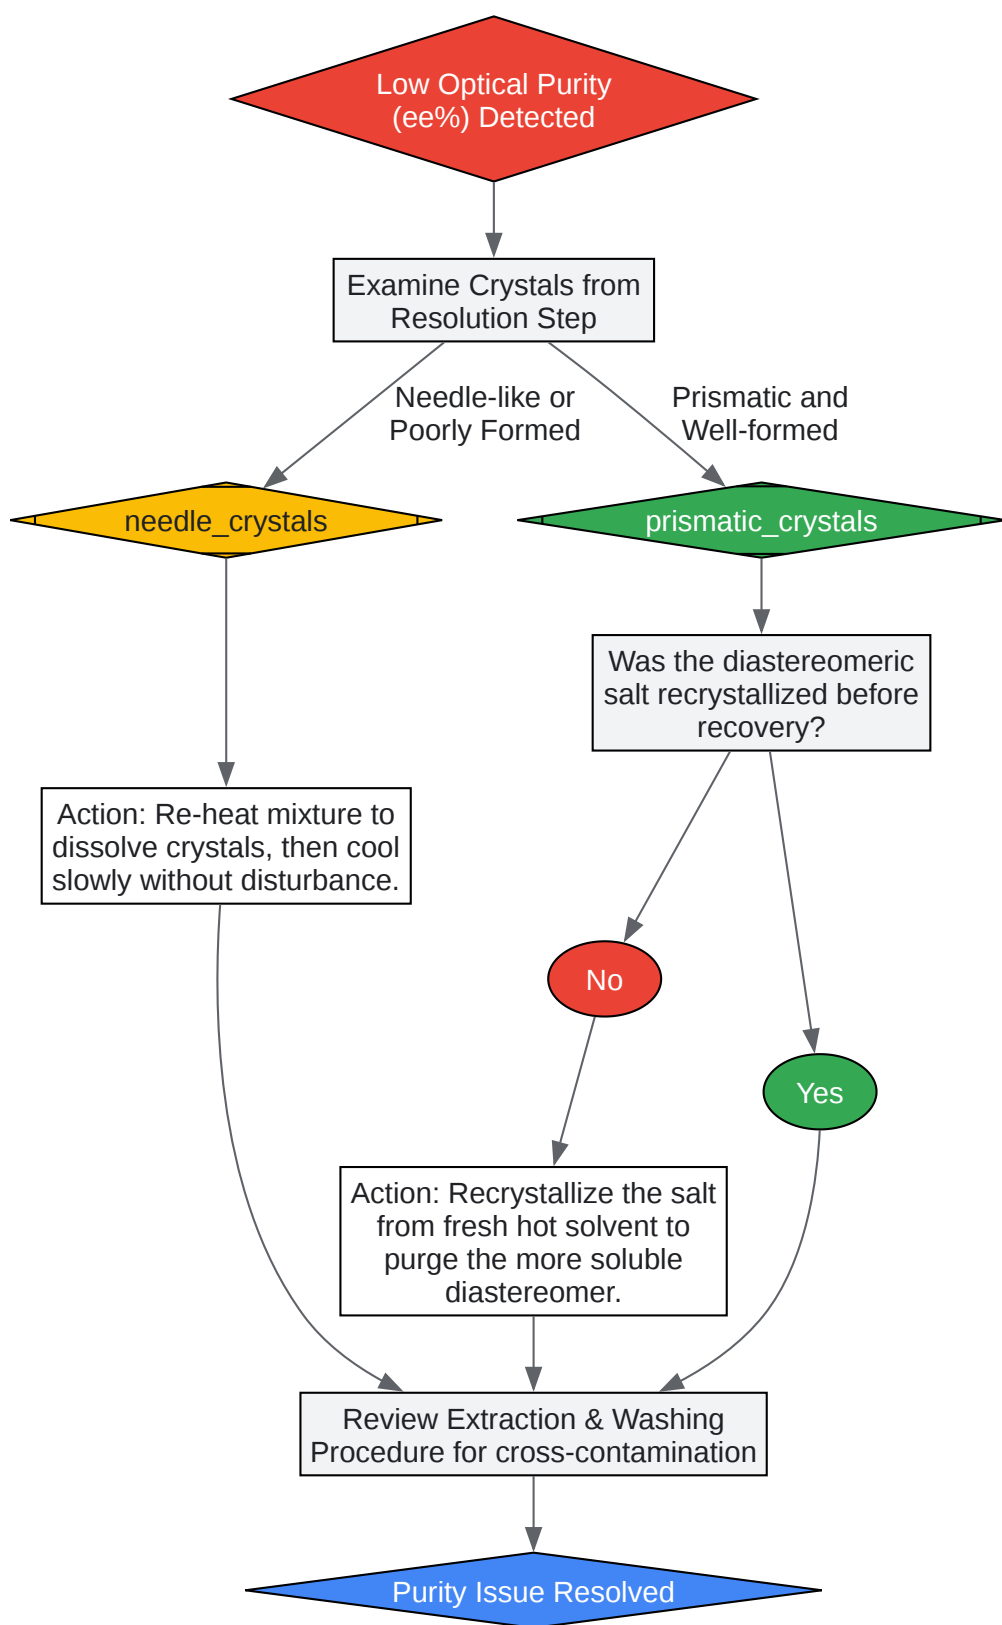 Low Optical Purity
(ee%) Detected
Examine Crystals from
Resolution Step
Needle-like or
Poorly Formed
Prismatic and
Well-formed
needle_crystals
prismatic_crystals
Was the diastereomeric
salt recrystallized before
recovery?
Action: Re-heat mixture to
dissolve crystals, then cool
slowly without disturbance.
No
Yes
Action: Recrystallize the salt
from fresh hot solvent to
purge the more soluble
diastereomer.
Review Extraction & Washing
Procedure for cross-contamination
Purity Issue Resolved